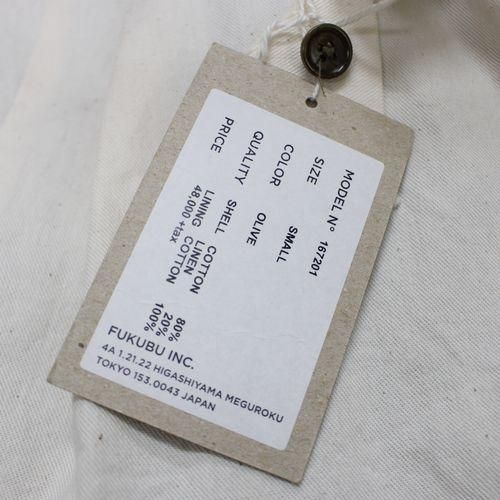 MODEL Nº 167201
SIZE SMALL
COLOR OLIVE
QUALITY SHELL COTTON 80%
LINEN 20%
LINING COTTON 100%
PRICE 48,000 +tax
FUKUBU INC.
4A 1.21.22 HIGASHIYAMA MEGUROKU
TOKYO 153.0043 JAPAN